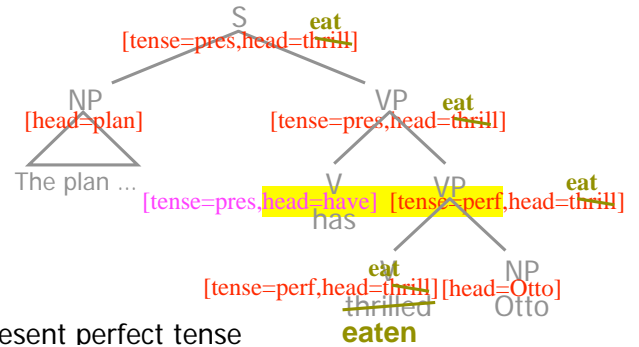 S
eat
[tense=pres,head=thrill]
NP VP
eat
[head=plan] [tense=pres,head=thrill]
The plan ... V VP eat
[tense=pres,head=have] [tense=perf,head=thrill]
has
eat
V NP
[tense=perf,head=thrill] [head=Otto]
thrilled Otto
esent perfect tense eaten